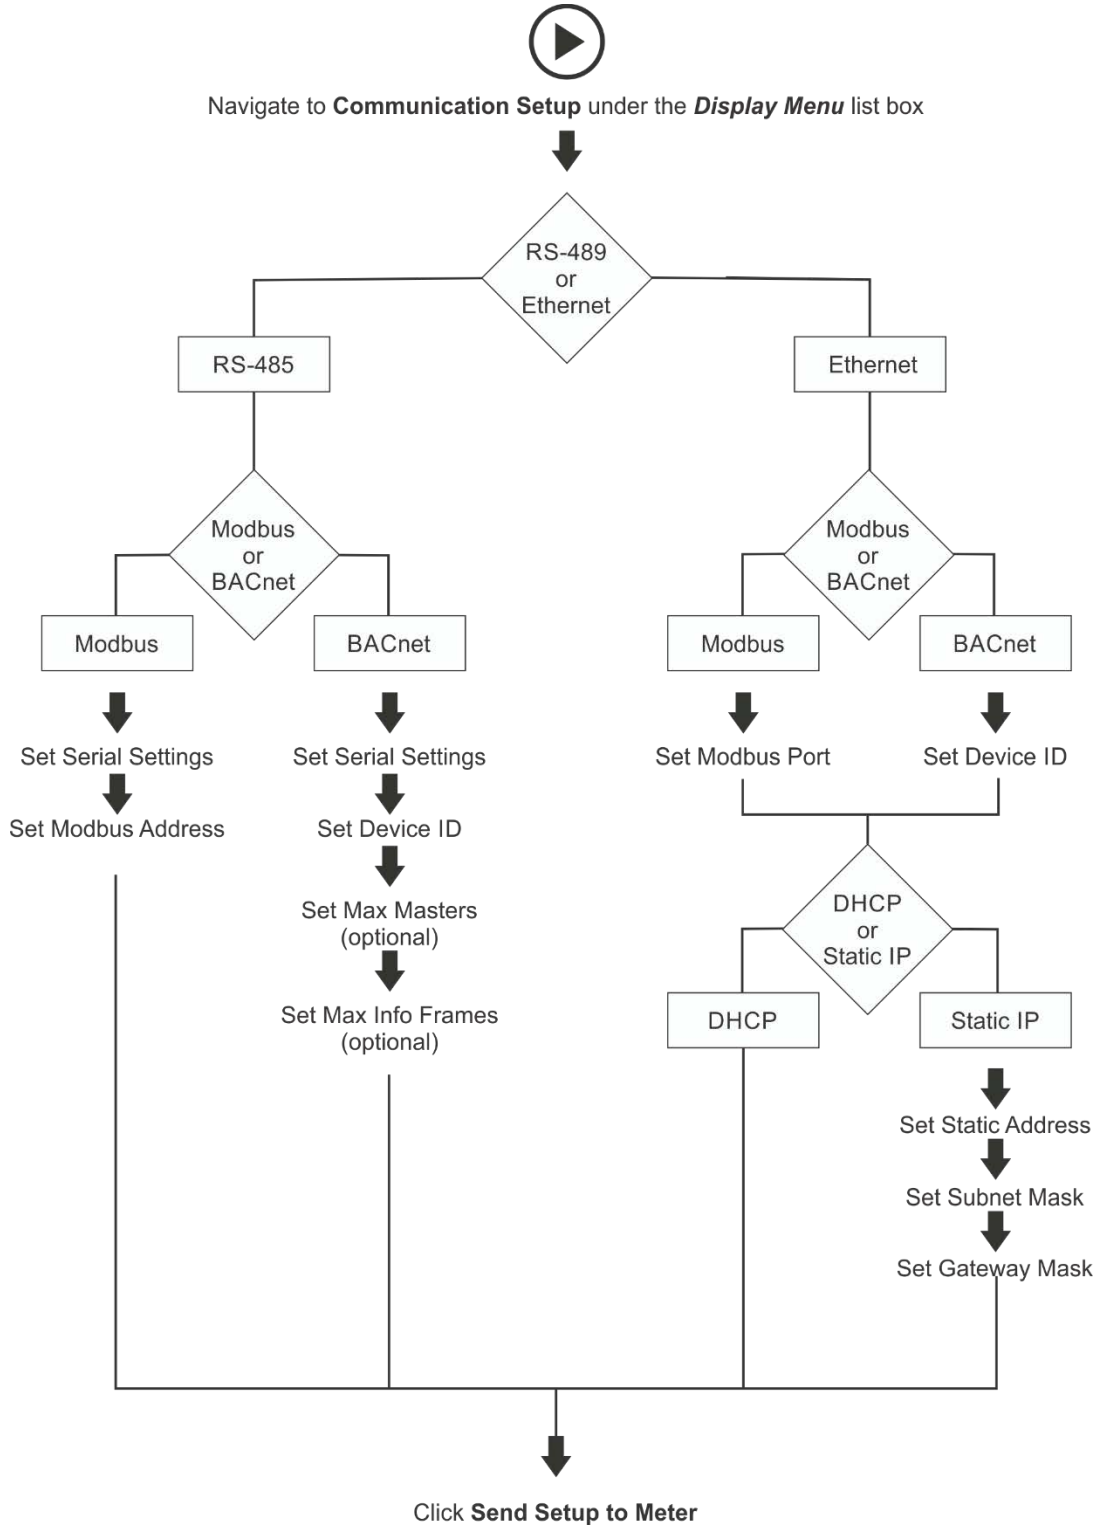 Navigate to Communication Setup under the Display Menu list box
RS-489
or
Ethernet
RS-485
Ethernet
Modbus
or
BACnet
Modbus
or
BACnet
Modbus
BACnet
Modbus
BACnet
Set Serial Settings
Set Serial Settings
Set Modbus Port
Set Device ID
Set Modbus Address
Set Device ID
Set Max Masters
(optional)
DHCP
or
Static IP
Set Max Info Frames
(optional)
DHCP
Static IP
Set Static Address
Set Subnet Mask
Set Gateway Mask
Click Send Setup to Meter